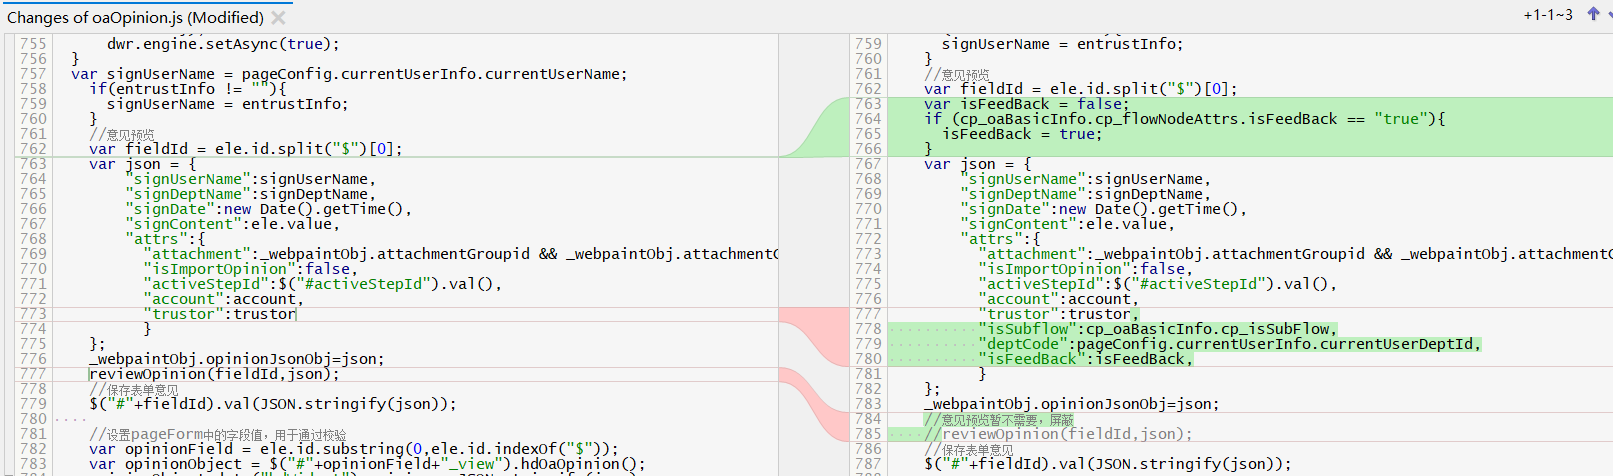 Changes of oaOpinion.js (Modified)
+1-1~3
755 dwr.engine.setAsync(true);
756 }
757 var signUserName = pageConfig.currentUserInfo.currentUserName;
758 if(entrustInfo != ""){
759 signUserName = entrustInfo;
760 }
761 //意见预览
762 var fieldId = ele.id.split("$")[0];
763 var json = {
764 "signUserName":signUserName,
765 "signDeptName":signDeptName,
766 "signDate":new Date().getTime(),
767 "signContent":ele.value,
768 "attrs":{
769 "attachment":_webpaintObj.attachmentGroupid && _webpaintObj.attachment
770 "isImportOpinion":false,
771 "activeStepId":$("#activeStepId").val(),
772 "account":account,
773 "trustor":trustor
774 }
775 };
776 _webpaintObj.opinionJsonObj=json;
777 reviewOpinion(fieldId,json);
778 //保存表单意见
779 $("#"+fieldId).val(JSON.stringify(json));
780
781 //设置pageForm中的字段值，用于通过校验
782 var opinionField = ele.id.substring(0,ele.id.indexOf("$"));
783 var opinionObject = $("#"+opinionField+"_view").hdOaOpinion();
759 signUserName = entrustInfo;
760 }
761 //意见预览
762 var fieldId = ele.id.split("$")[0];
763 var isFeedBack = false;
764 if (cp_oaBasicInfo.cp_flowNodeAttrs.isFeedBack == "true"){
765 isFeedBack = true;
766 }
767 var json = {
768 "signUserName":signUserName,
769 "signDeptName":signDeptName,
770 "signDate":new Date().getTime(),
771 "signContent":ele.value,
772 "attrs":{
773 "attachment":_webpaintObj.attachmentGroupid && _webpaintObj.attachment
774 "isImportOpinion":false,
775 "activeStepId":$("#activeStepId").val(),
776 "account":account,
777 "trustor":trustor,
778 "isSubflow":cp_oaBasicInfo.cp_isSubFlow,
779 "deptCode":pageConfig.currentUserInfo.currentUserDeptId,
780 "isFeedBack":isFeedBack,
781 }
782 };
783 _webpaintObj.opinionJsonObj=json;
784 //意见预览暂不需要，屏蔽
785 //reviewOpinion(fieldId,json);
786 //保存表单意见
787 $("#"+fieldId).val(JSON.stringify(json));